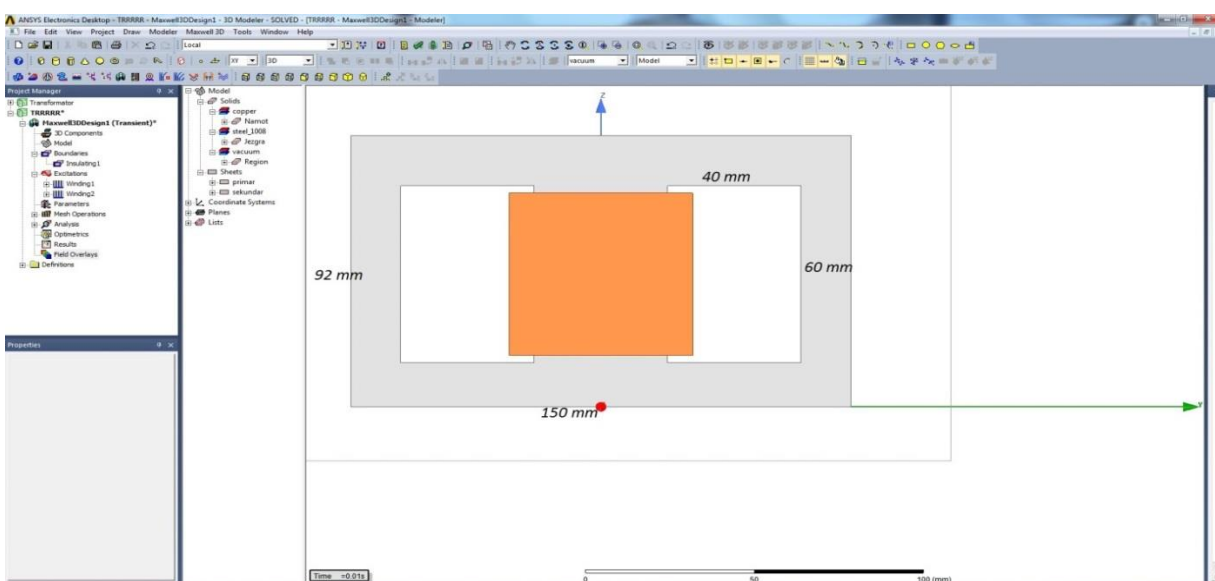 ANSYS Electronics Desktop - TRRRRR - Maxwell3DDesign1 - 3D Modeler - SOLVED - [TRRRRR - Maxwell3DDesign1 - Modeler]
File Edit View Project Draw Modeler Maxwell 3D Tools Window Help
Local
XY 3D vacuum Model
Project Manager
Transformator
TRRRRR*
Maxwell3DDesign1 (Transient)*
3D Components
Model
Boundaries
Insulating1
Excitations
Winding1
Winding2
Parameters
Mesh Operations
Analysis
Optimetrics
Results
Field Overlays
Definitions
Properties
Model
Solids
copper
Namot
steel_1008
Jezgra
vacuum
Region
Sheets
primar
sekundar
Coordinate Systems
Planes
Lists
Z
40 mm
92 mm
60 mm
150 mm
Y
Time =0.01s
0 50 100 (mm)